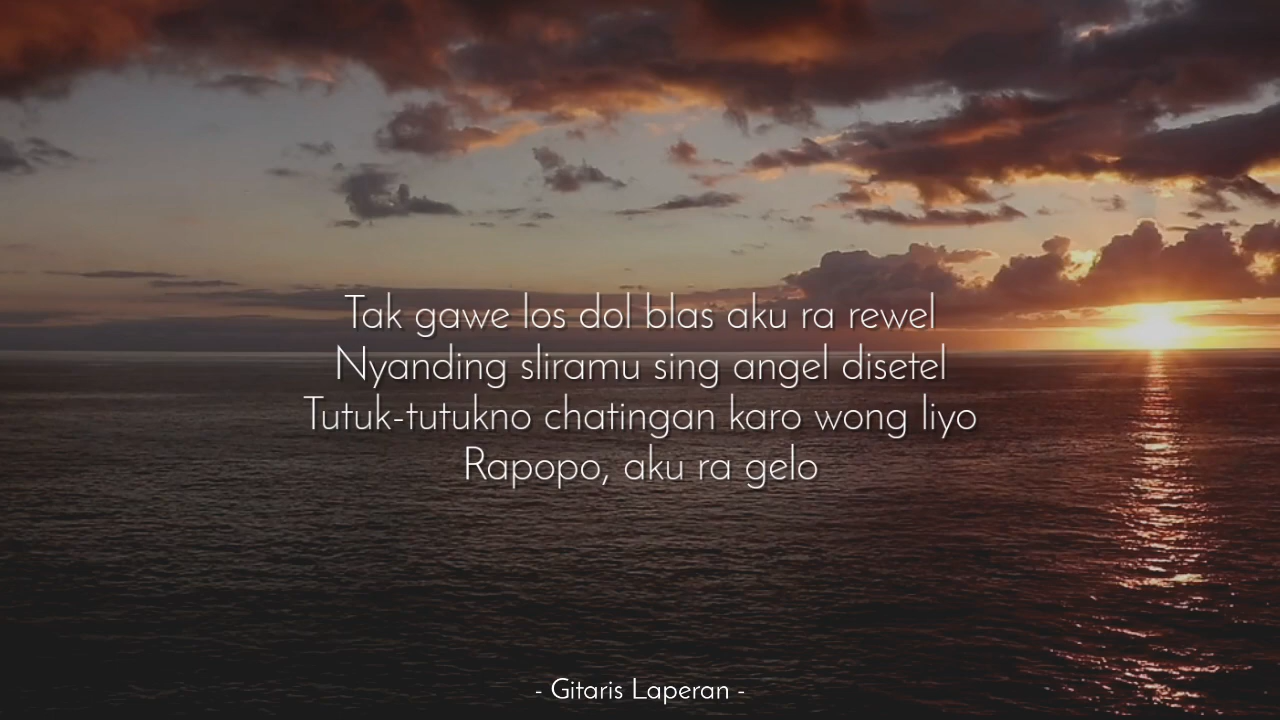 Tak gawe los dol blas aku ra rewel
Nyanding sliramu sing angel disetel
Tutuk-tutukno chatingan karo wong liyo
Rapopo, aku ra gelo
- Gitaris Laperan -